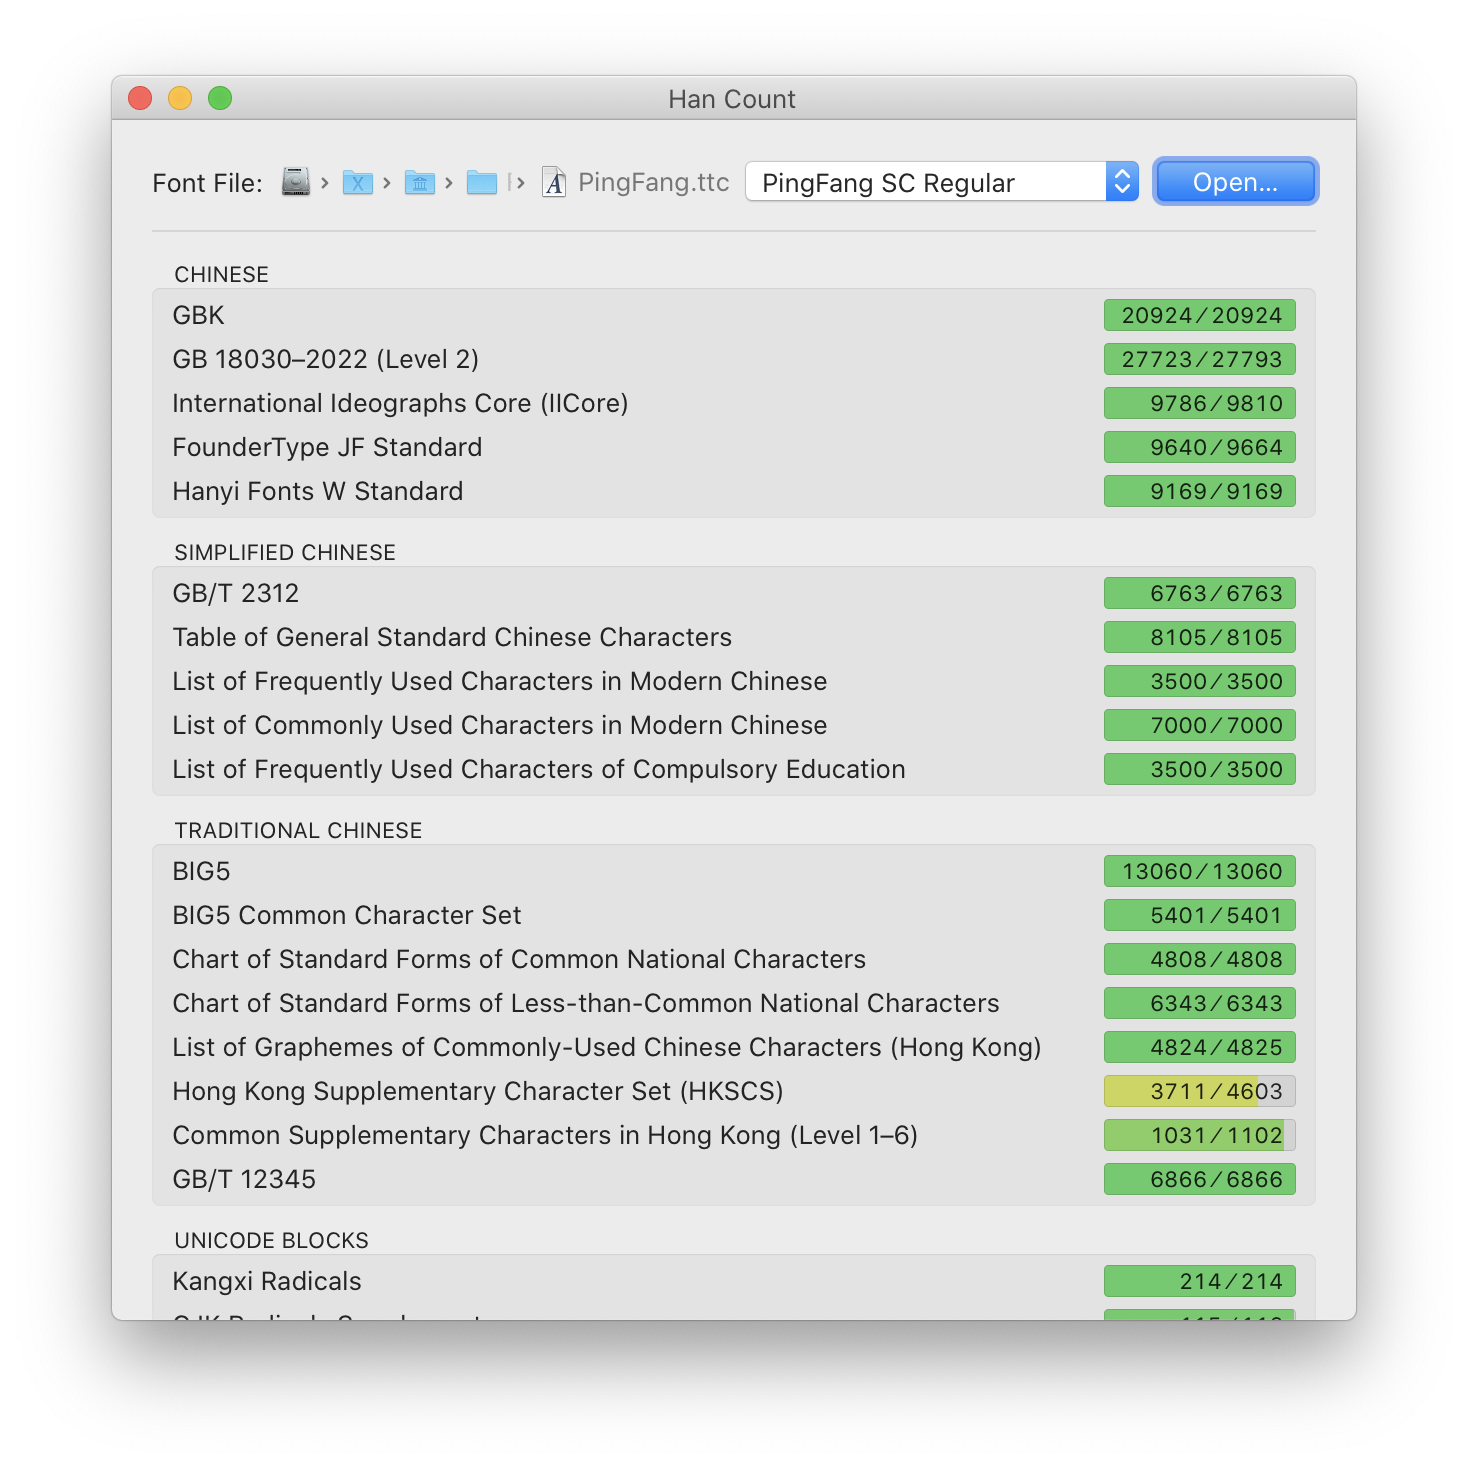 Han Count
Font File: PingFang.ttc PingFang SC Regular Open...
CHINESE
GBK 20924/20924
GB 18030–2022 (Level 2) 27723/27793
International Ideographs Core (IICore) 9786/9810
FounderType JF Standard 9640/9664
Hanyi Fonts W Standard 9169/9169
SIMPLIFIED CHINESE
GB/T 2312 6763/6763
Table of General Standard Chinese Characters 8105/8105
List of Frequently Used Characters in Modern Chinese 3500/3500
List of Commonly Used Characters in Modern Chinese 7000/7000
List of Frequently Used Characters of Compulsory Education 3500/3500
TRADITIONAL CHINESE
BIG5 13060/13060
BIG5 Common Character Set 5401/5401
Chart of Standard Forms of Common National Characters 4808/4808
Chart of Standard Forms of Less-than-Common National Characters 6343/6343
List of Graphemes of Commonly-Used Chinese Characters (Hong Kong) 4824/4825
Hong Kong Supplementary Character Set (HKSCS) 3711/4603
Common Supplementary Characters in Hong Kong (Level 1–6) 1031/1102
GB/T 12345 6866/6866
UNICODE BLOCKS
Kangxi Radicals 214/214